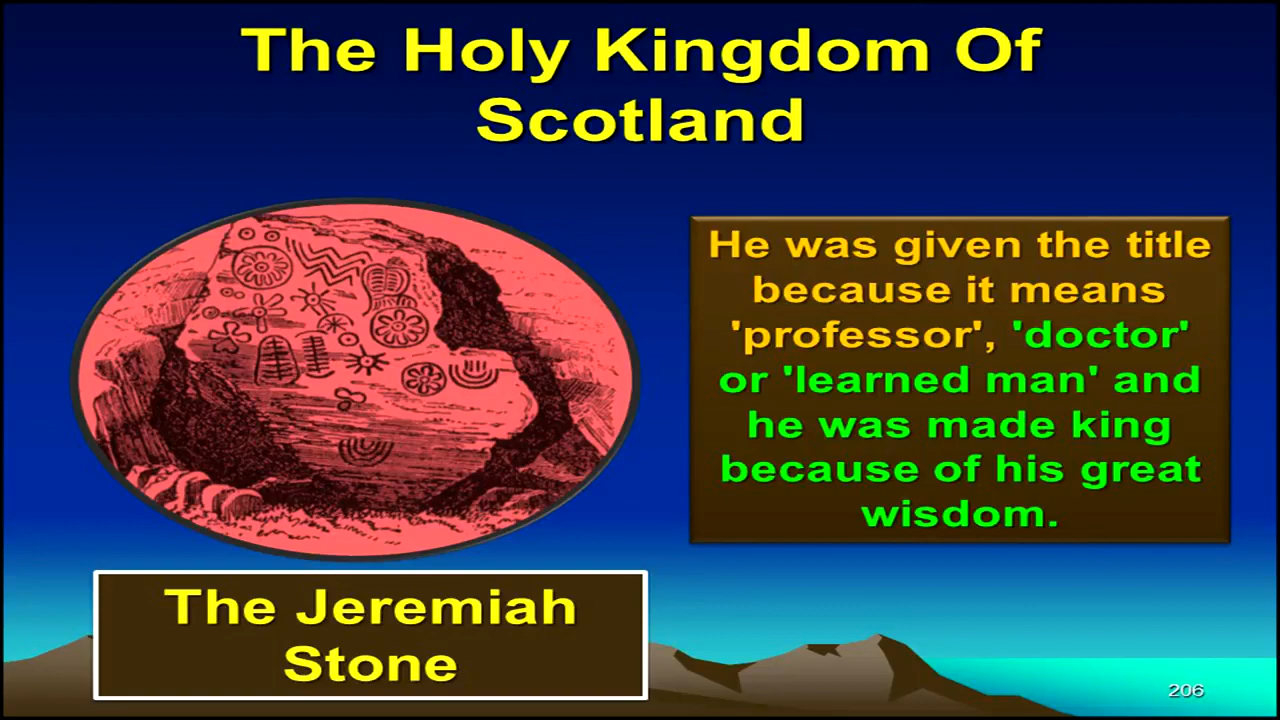 The Holy Kingdom Of
Scotland
He was given the title
because it means
'professor', 'doctor'
or 'learned man' and
he was made king
because of his great
wisdom.
The Jeremiah
Stone
206